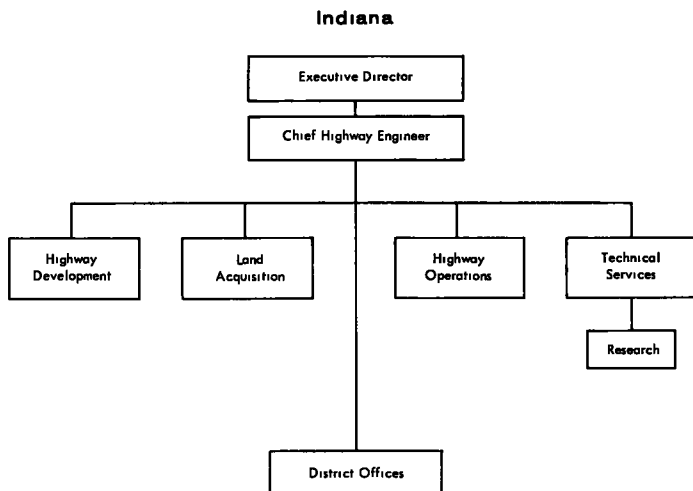 Indiana
Executive Director
Chief Highway Engineer
Highway
Development
Land
Acquisition
Highway
Operations
Technical
Services
Research
District Offices